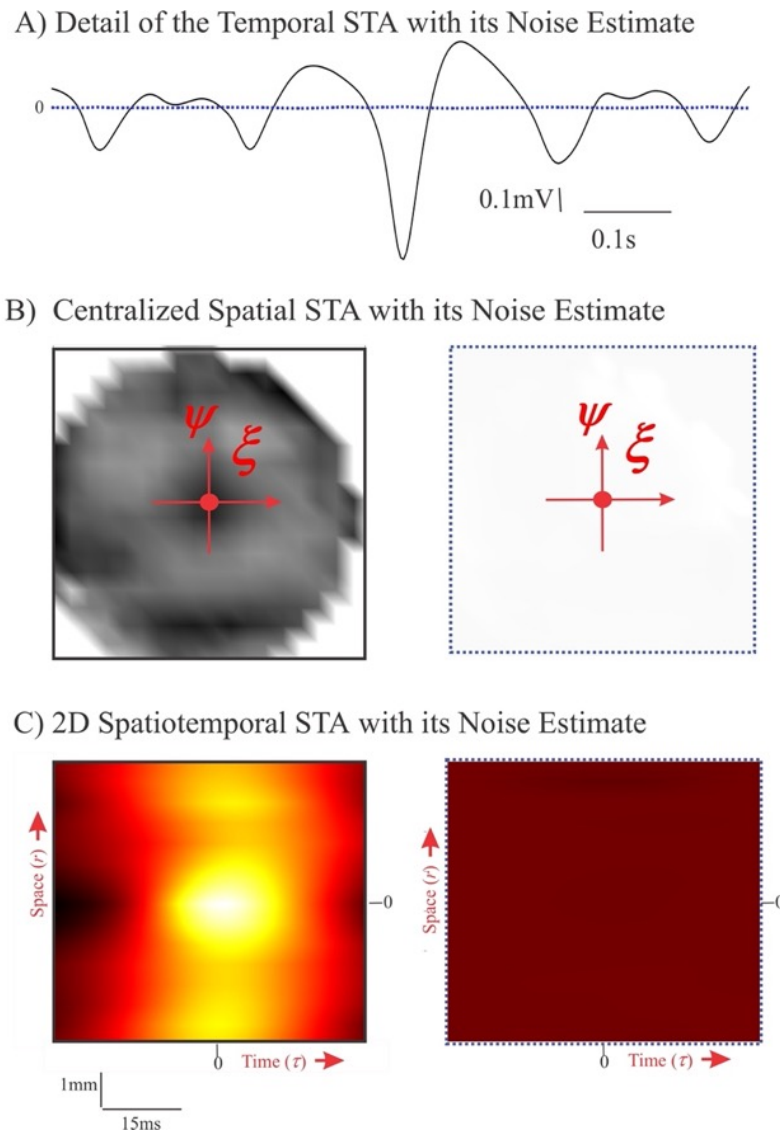 A) Detail of the Temporal STA with its Noise Estimate
0
0.1mV
0.1s
B) Centralized Spatial STA with its Noise Estimate
ψ
ξ
ψ
ξ
C) 2D Spatiotemporal STA with its Noise Estimate
Space (r)
0
Space (r)
0
0
Time (τ)
0
Time (τ)
1mm
15ms